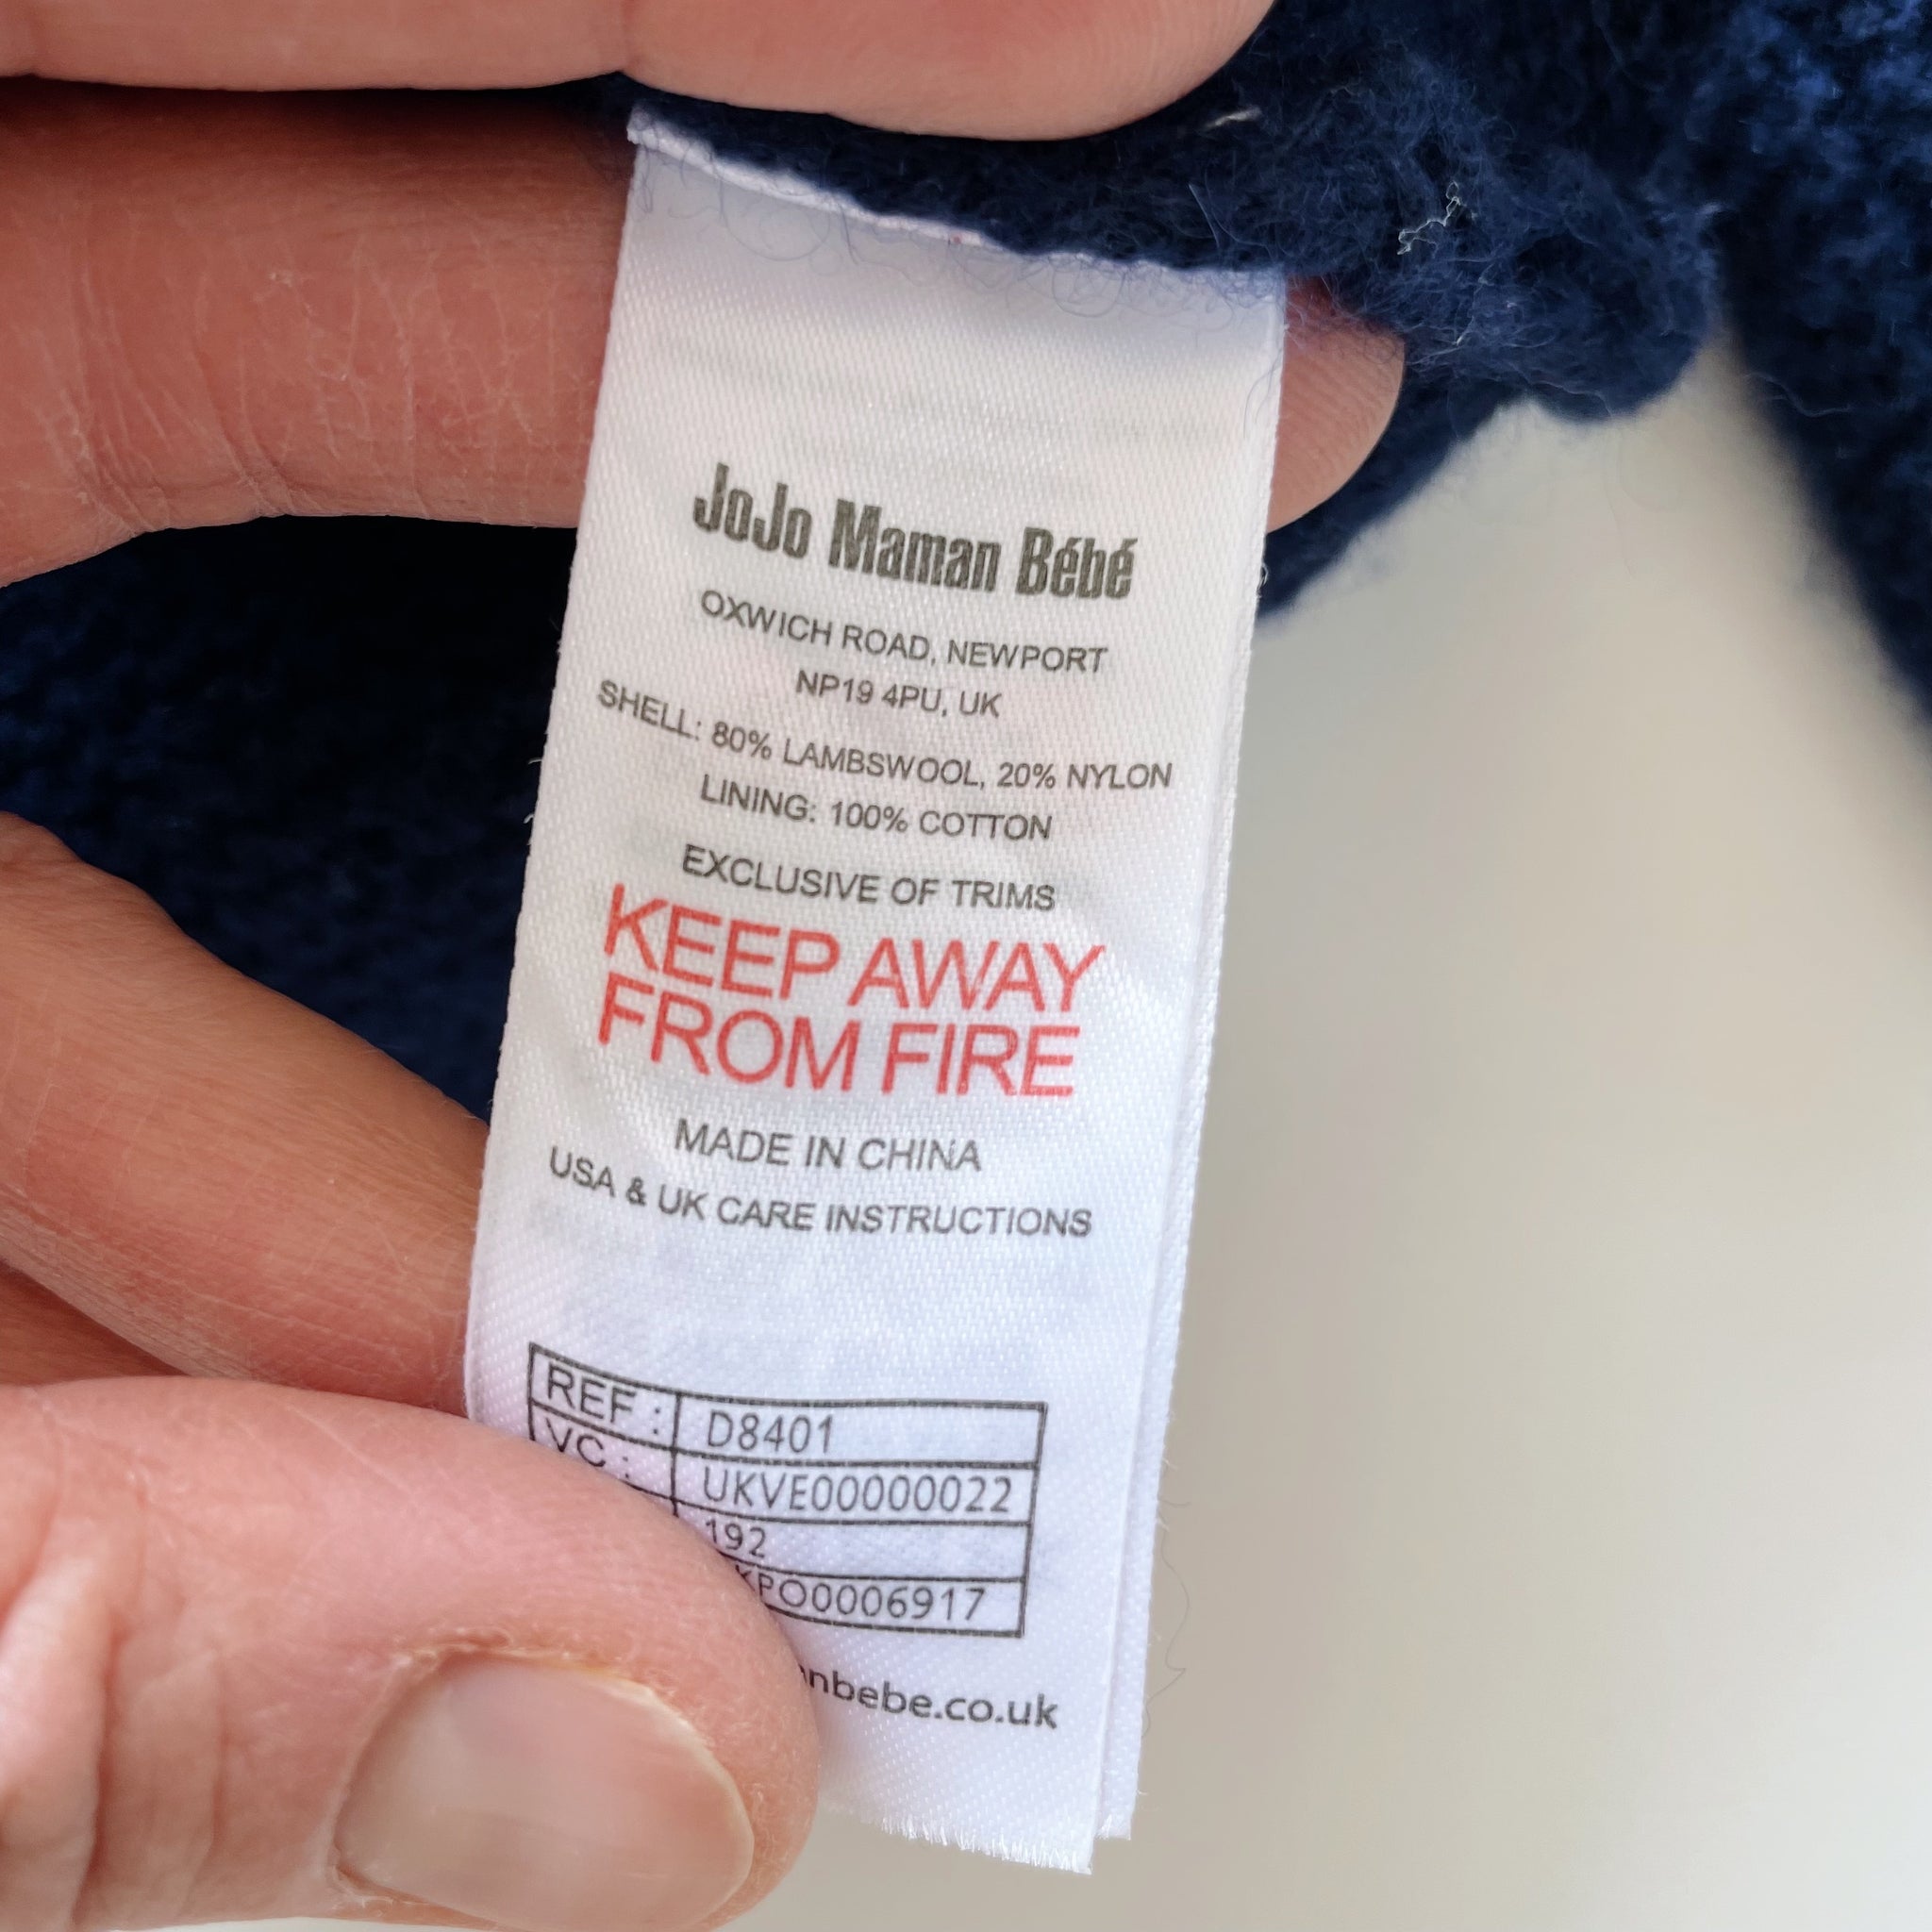 JoJo Maman Bébé
OXWICH ROAD, NEWPORT
NP19 4PU, UK
SHELL: 80% LAMBSWOOL, 20% NYLON
LINING: 100% COTTON
EXCLUSIVE OF TRIMS
KEEP AWAY
FROM FIRE
MADE IN CHINA
USA & UK CARE INSTRUCTIONS
REF : D8401
VC : UKVE00000022
192
KPO0006917
nbebe.co.uk